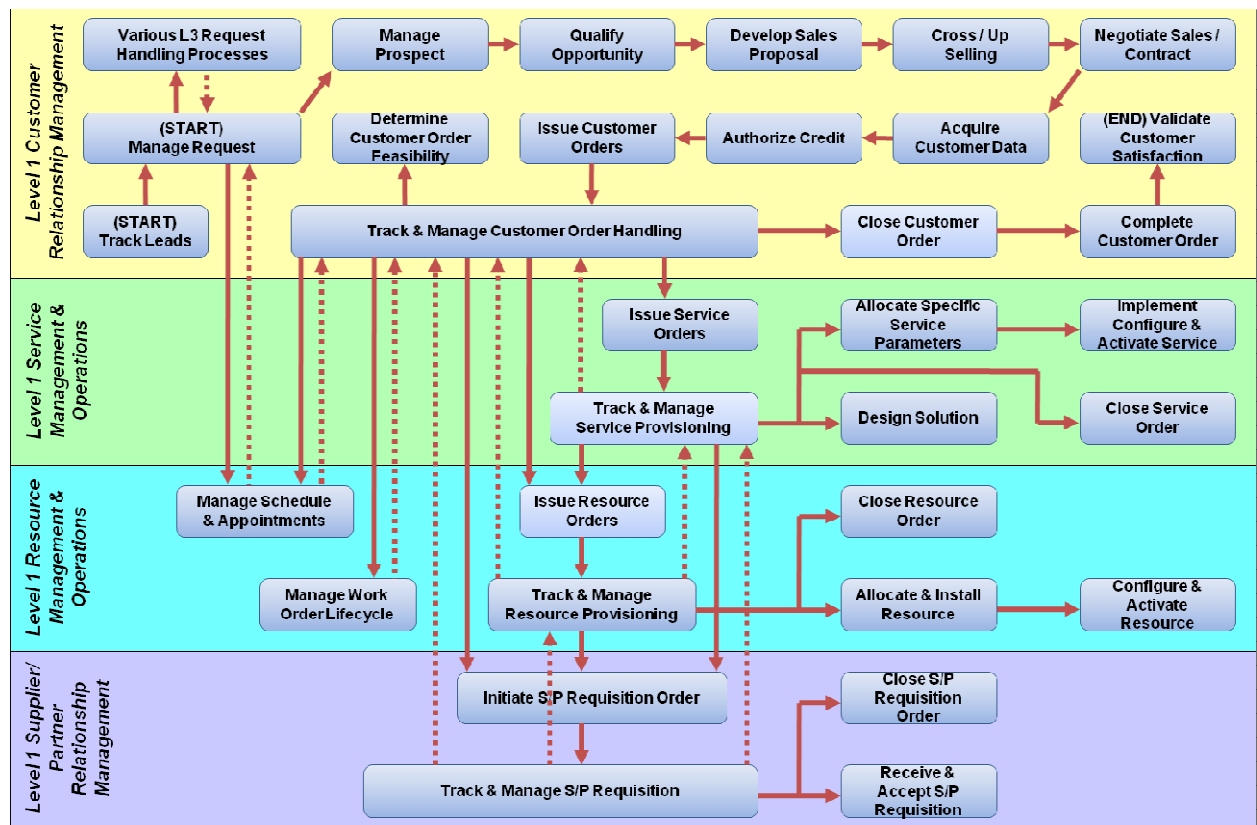 Level 1 Customer
Relationship Management
Various L3 Request
Handling Processes
Manage
Prospect
Qualify
Opportunity
Develop Sales
Proposal
Cross / Up
Selling
Negotiate Sales /
Contract
(START)
Manage Request
Determine
Customer Order
Feasibility
Issue Customer
Orders
Authorize Credit
Acquire
Customer Data
(END) Validate
Customer
Satisfaction
(START)
Track Leads
Track & Manage Customer Order Handling
Close Customer
Order
Complete
Customer Order
Level 1 Service
Management &
Operations
Issue Service
Orders
Allocate Specific
Service
Parameters
Implement
Configure &
Activate Service
Track & Manage
Service Provisioning
Design Solution
Close Service
Order
Level 1 Resource
Management &
Operations
Manage Schedule
& Appointments
Issue Resource
Orders
Close Resource
Order
Manage Work
Order Lifecycle
Track & Manage
Resource Provisioning
Allocate & Install
Resource
Configure &
Activate
Resource
Level 1 Supplier/
Partner
Relationship
Management
Initiate S/P Requisition Order
Close S/P
Requisition
Order
Track & Manage S/P Requisition
Receive &
Accept S/P
Requisition